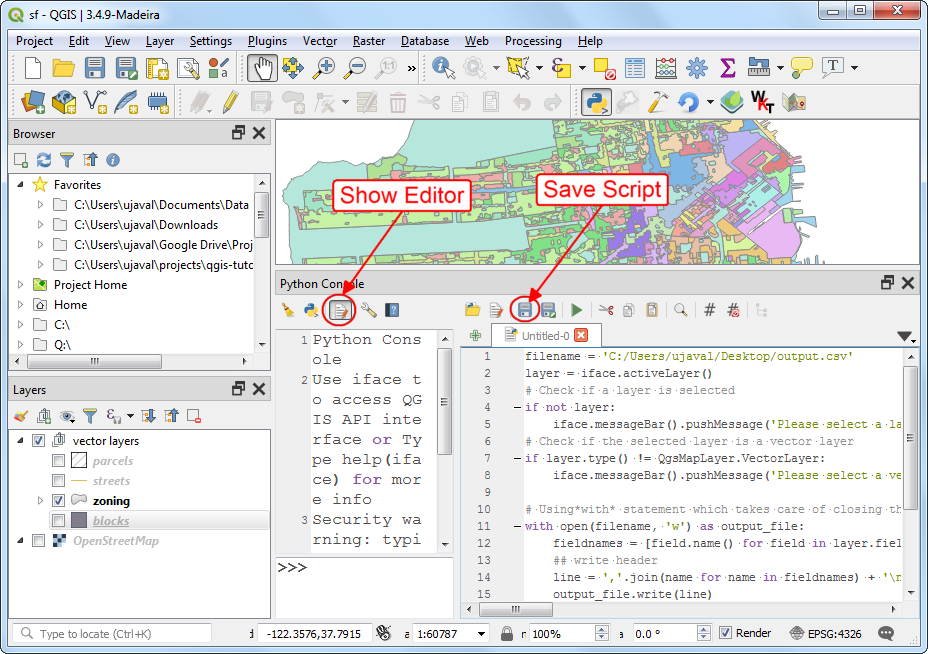 sf - QGIS | 3.4.9-Madeira
Project Edit View Layer Settings Plugins Vector Raster Database Web Processing Help
1:1
»
Σ
T
WKT
Browser
Favorites
C:\Users\ujaval\Documents\Data
C:\Users\ujaval\Downloads
C:\Users\ujaval\Google Drive\Proj
C:\Users\ujaval\projects\qgis-tuto
Project Home
Home
C:\
Q:\
Show Editor
Save Script
Python Console
Layers
vector layers
parcels
streets
zoning
blocks
OpenStreetMap
1 Python Cons
ole
2 Use iface t
o access QG
IS API inte
rface or Ty
pe help(ifa
ce) for mor
e info
3 Security wa
rning: typi
>>>
Untitled-0
1 filename = 'C:/Users/ujaval/Desktop/output.csv'
2 layer = iface.activeLayer()
3 # Check if a layer is selected
4 if not layer:
5 iface.messageBar().pushMessage('Please select a la
6 # Check if the selected layer is a vector layer
7 if layer.type() != QgsMapLayer.VectorLayer:
8 iface.messageBar().pushMessage('Please select a ve
9
10 # Using*with* statement which takes care of closing th
11 with open(filename, 'w') as output_file:
12 fieldnames = [field.name() for field in layer.fiel
13 ## write header
14 line = ','.join(name for name in fieldnames) + '\n
15 output_file.write(line)
Type to locate (Ctrl+K)
-122.3576,37.7915
a 1:60787
100%
a 0.0 °
Render
EPSG:4326